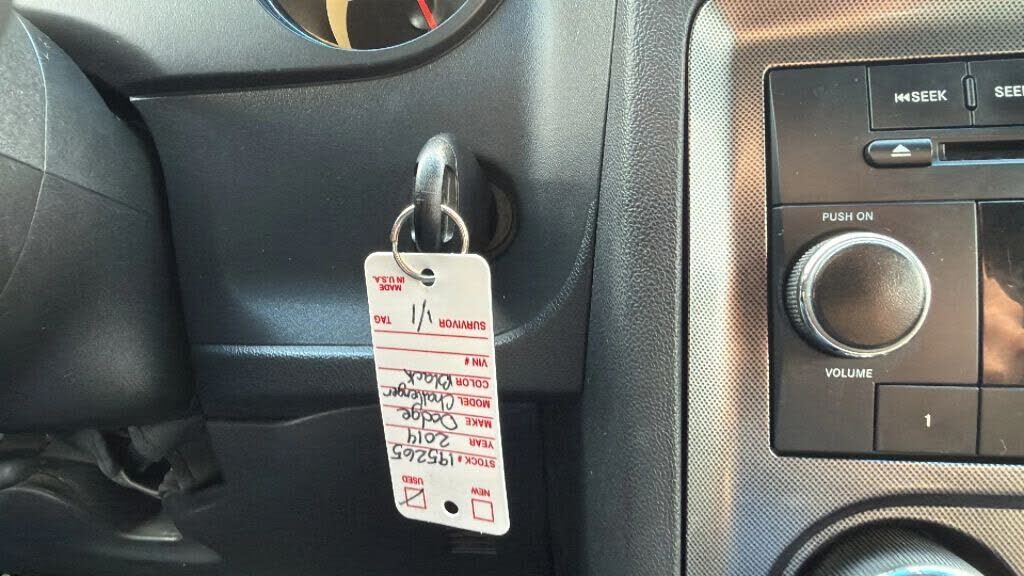 NEW
USED
STOCK # 195265
YEAR 2014
MAKE Dodge
MODEL Challenger
COLOR Black
VIN #
SURVIVOR TAG
1/1
MADE
IN U.S.A.
SEEK
SEEK
PUSH ON
VOLUME
1